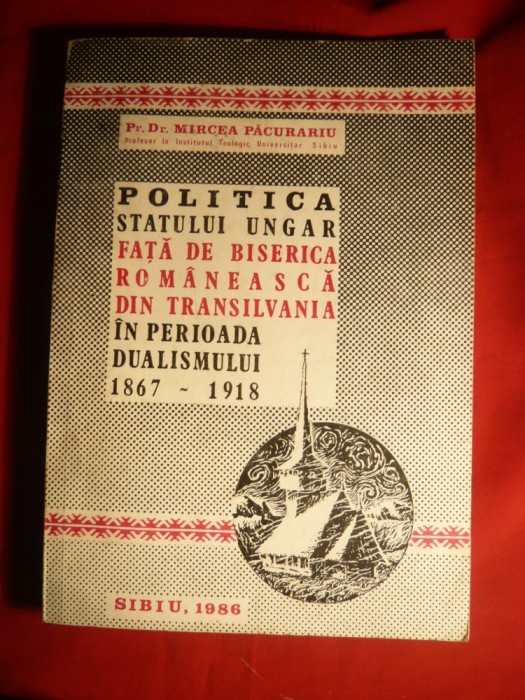 Pr. Dr. MIRCEA PĂCURARIU
Profesor la Institutul Teologic Universitar Sibiu
POLITICA
STATULUI UNGAR
FAȚĂ DE BISERICA
ROMÂNEASCĂ
DIN TRANSILVANIA
ÎN PERIOADA
DUALISMULUI
1867 ~ 1918
SIBIU, 1986